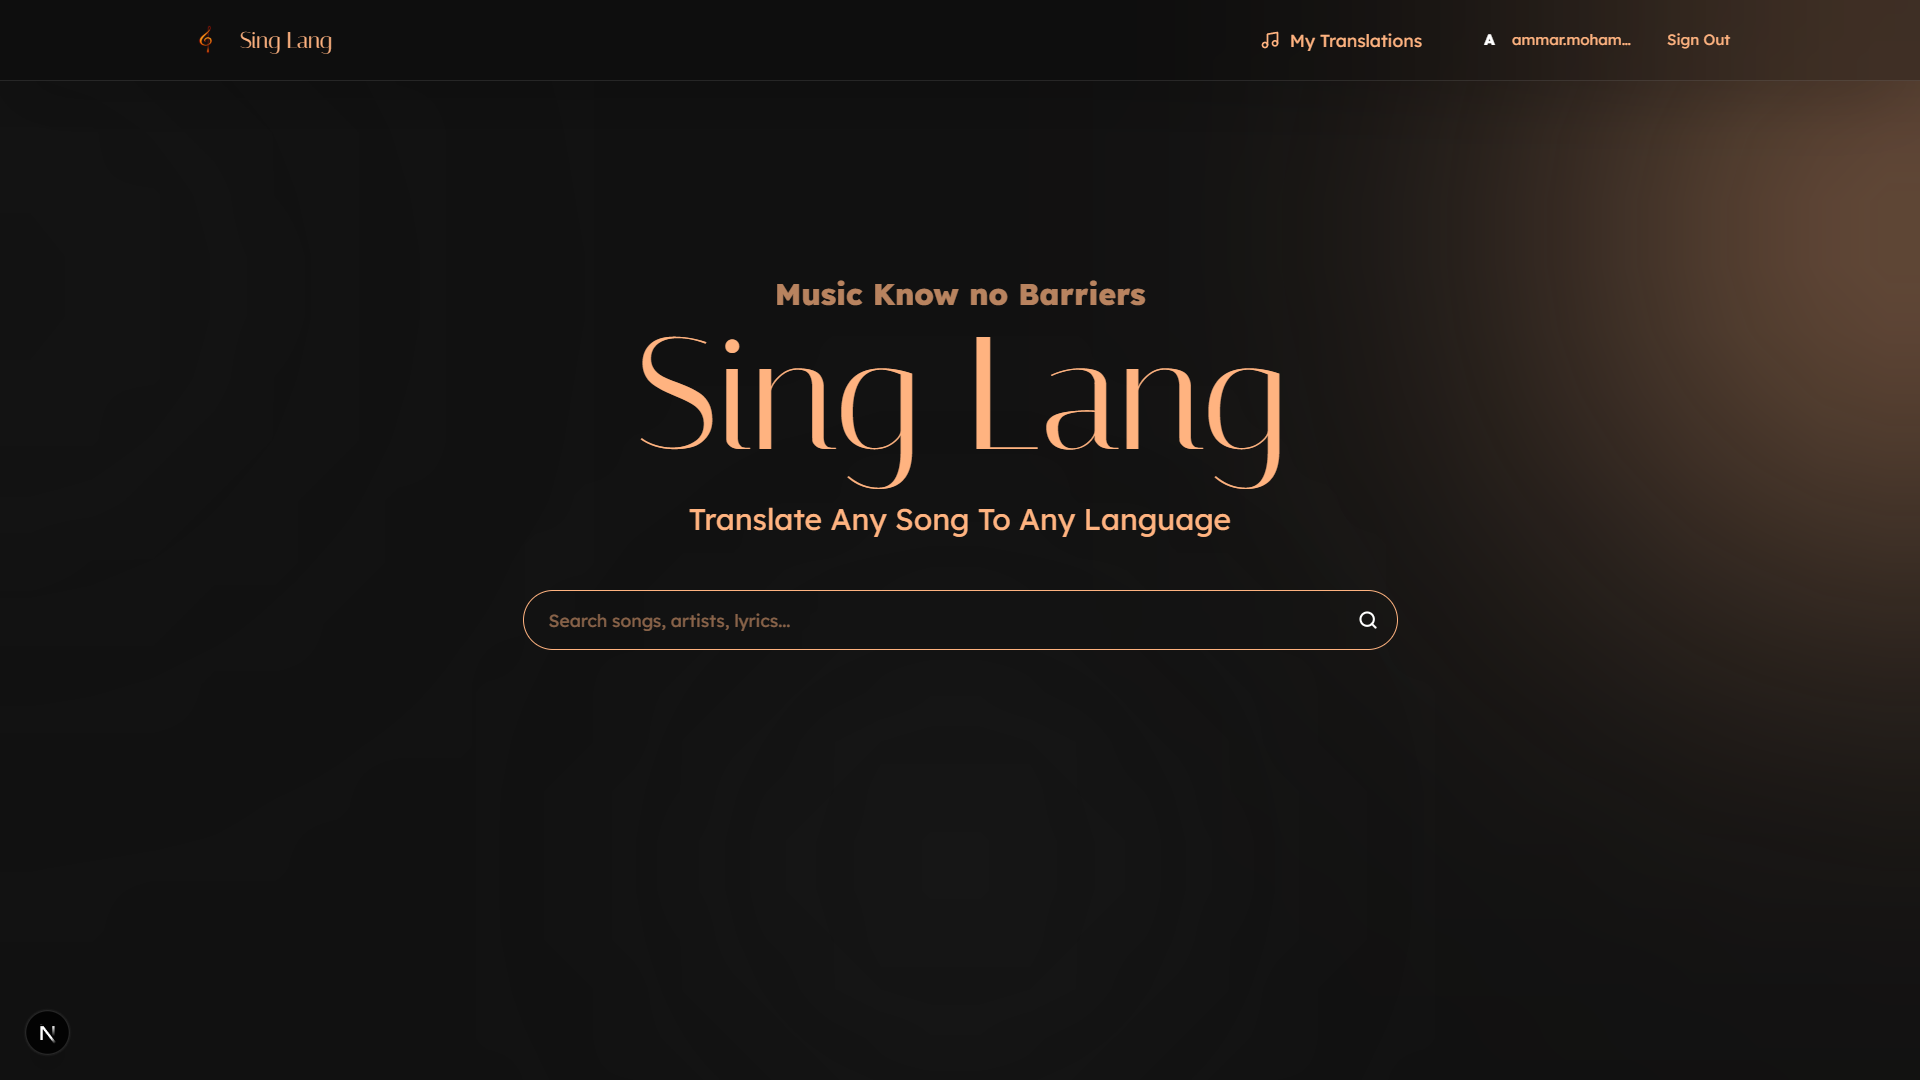 Sing Lang
My Translations
A ammar.moham...
Sign Out
Music Know no Barriers
Sing Lang
Translate Any Song To Any Language
Search songs, artists, lyrics...
N